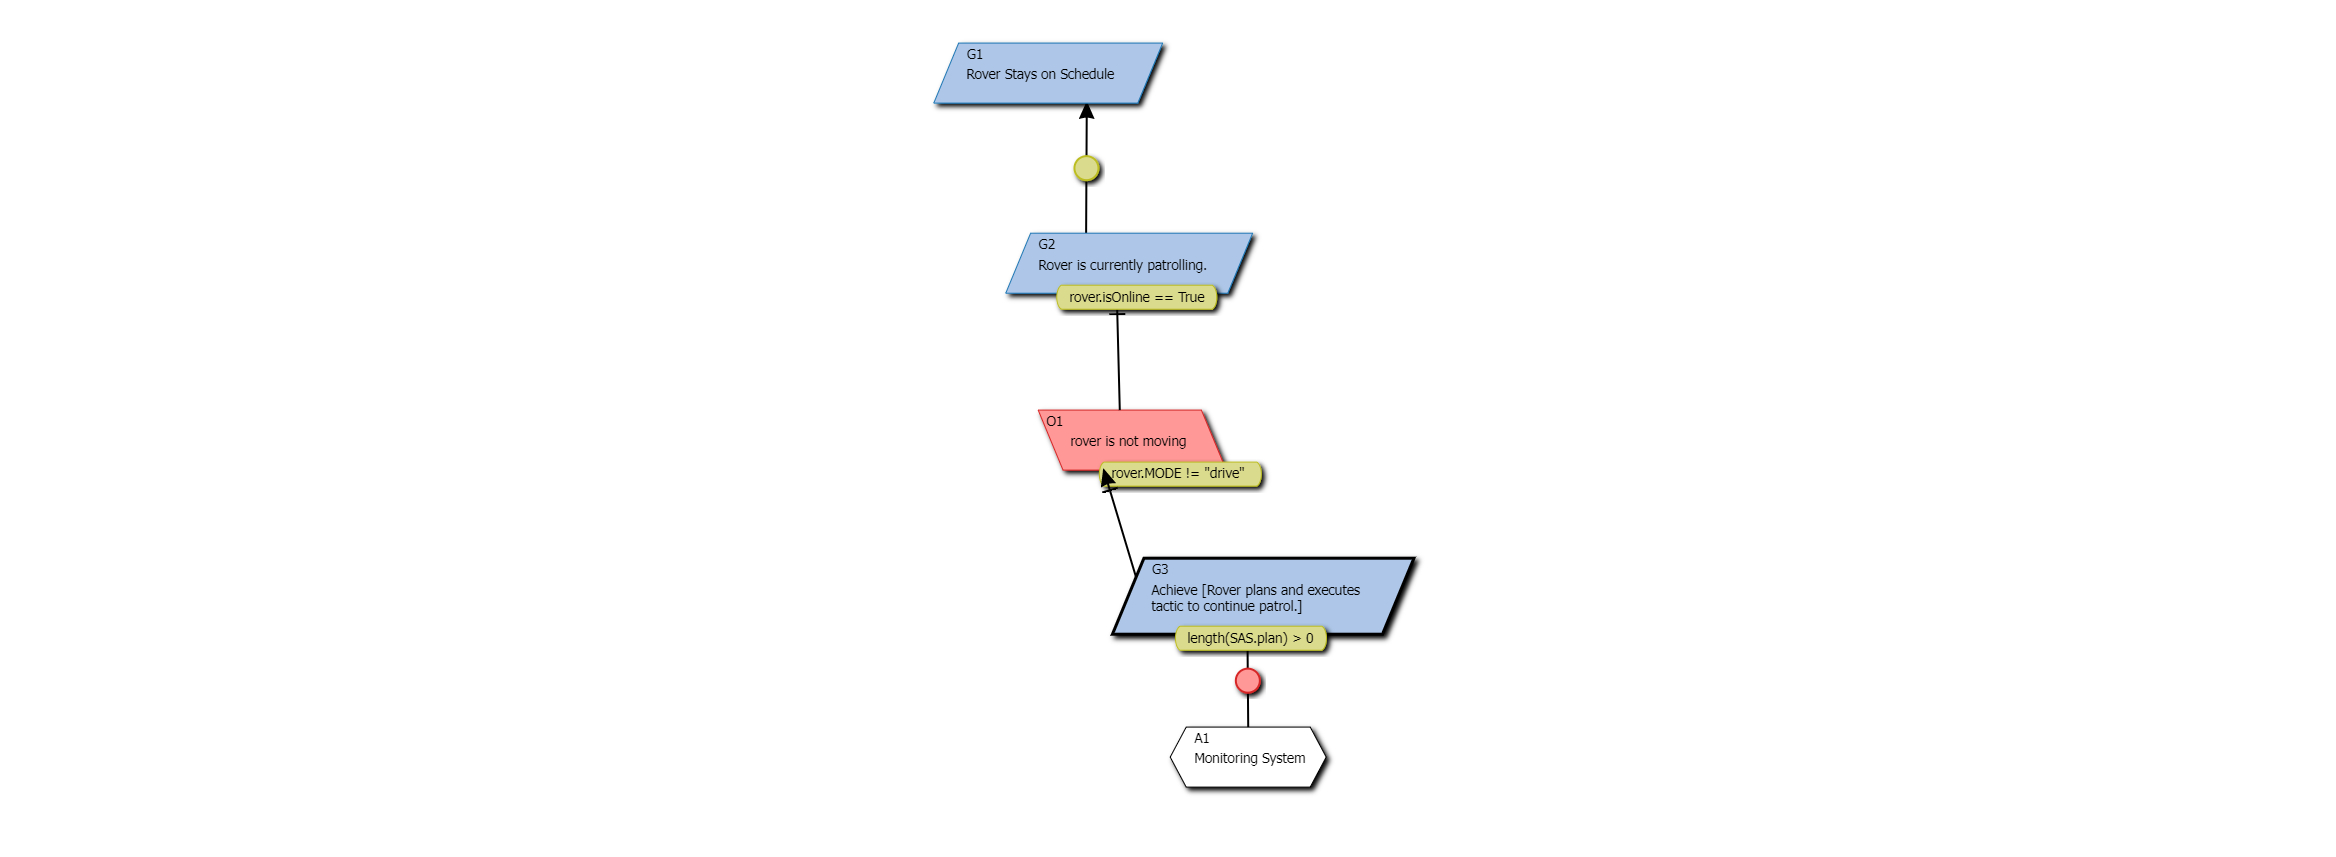 G1
Rover Stays on Schedule
G2
Rover is currently patrolling.
rover.isOnline == True
O1
rover is not moving
rover.MODE != "drive"
G3
Achieve [Rover plans and executes
tactic to continue patrol.]
length(SAS.plan) > 0
A1
Monitoring System